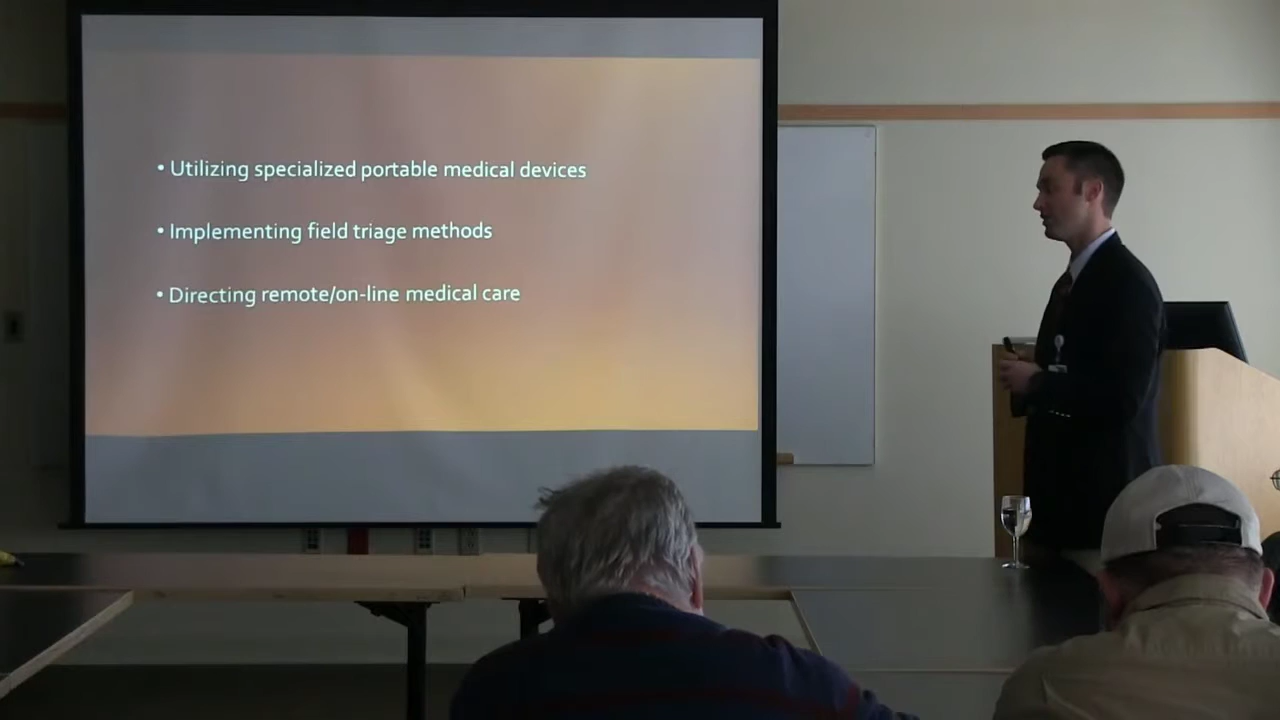 • Utilizing specialized portable medical devices
• Implementing field triage methods
• Directing remote/on-line medical care